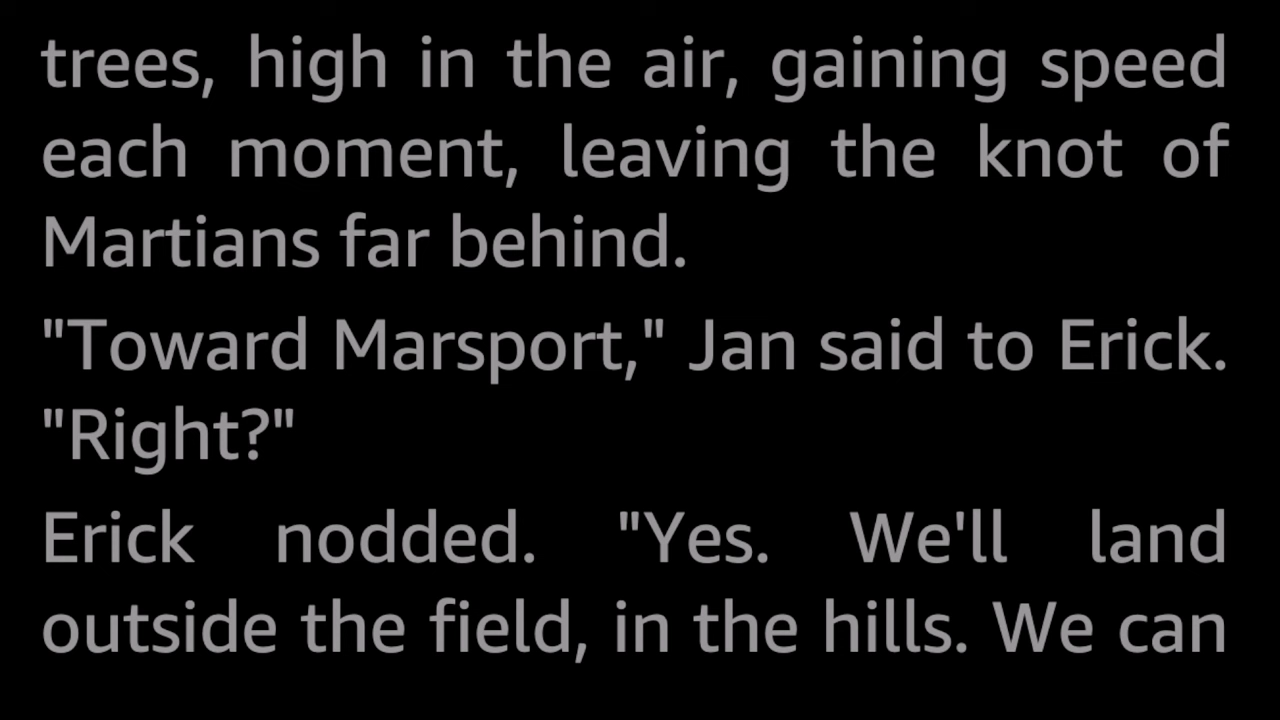 trees, high in the air, gaining speed
each moment, leaving the knot of
Martians far behind.
"Toward Marsport," Jan said to Erick.
"Right?"
Erick nodded. "Yes. We'll land
outside the field, in the hills. We can